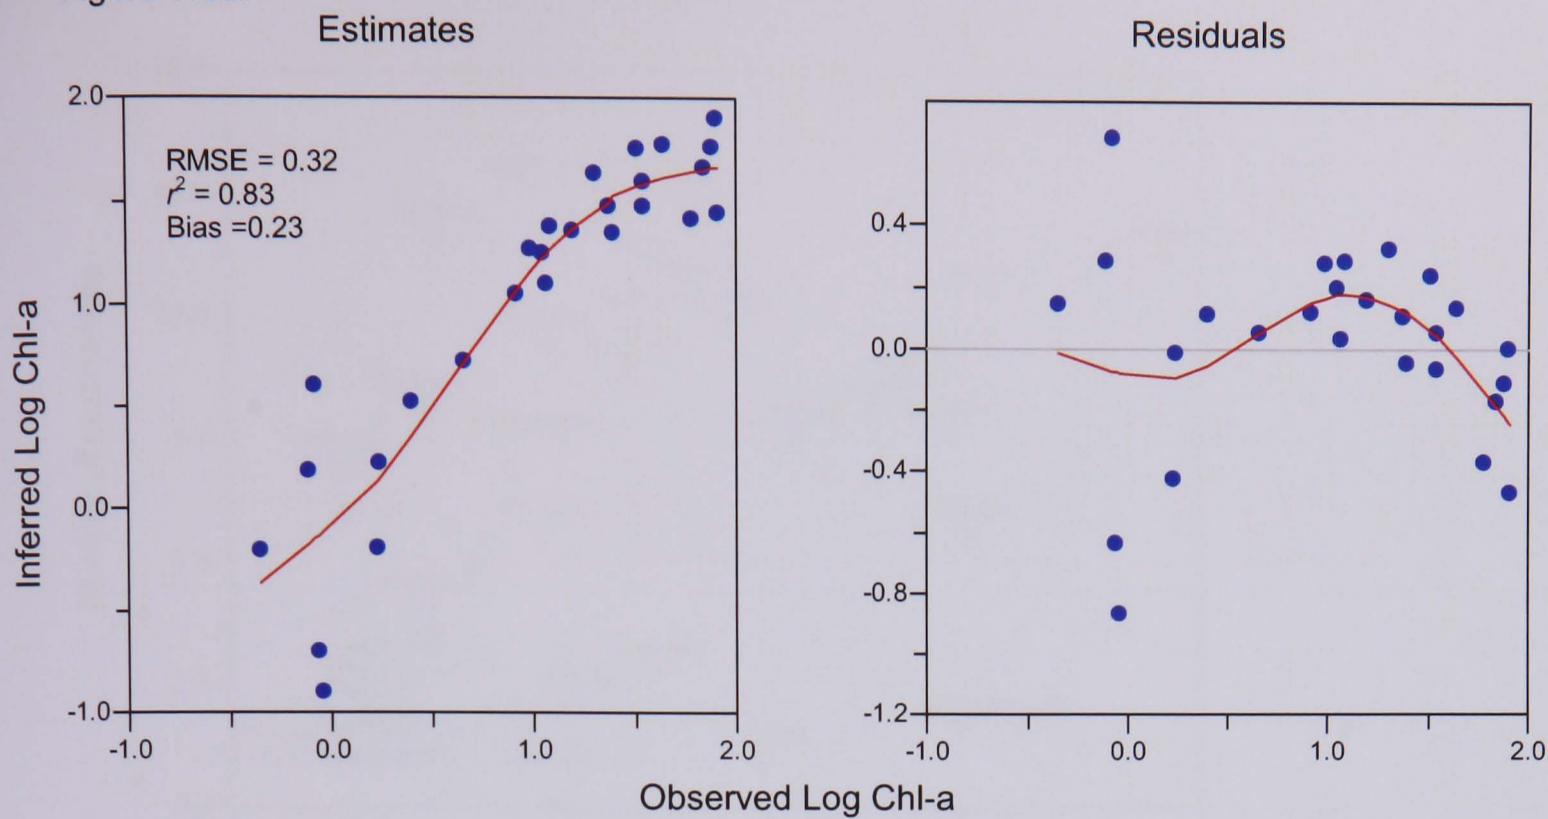 Estimates
Residuals
2.0
1.0
0.0
-1.0
RMSE = 0.32
r² = 0.83
Bias =0.23
Inferred Log Chl-a
-1.0
0.0
1.0
2.0
0.4
0.0
-0.4
-0.8
-1.2
-1.0
0.0
1.0
2.0
Observed Log Chl-a